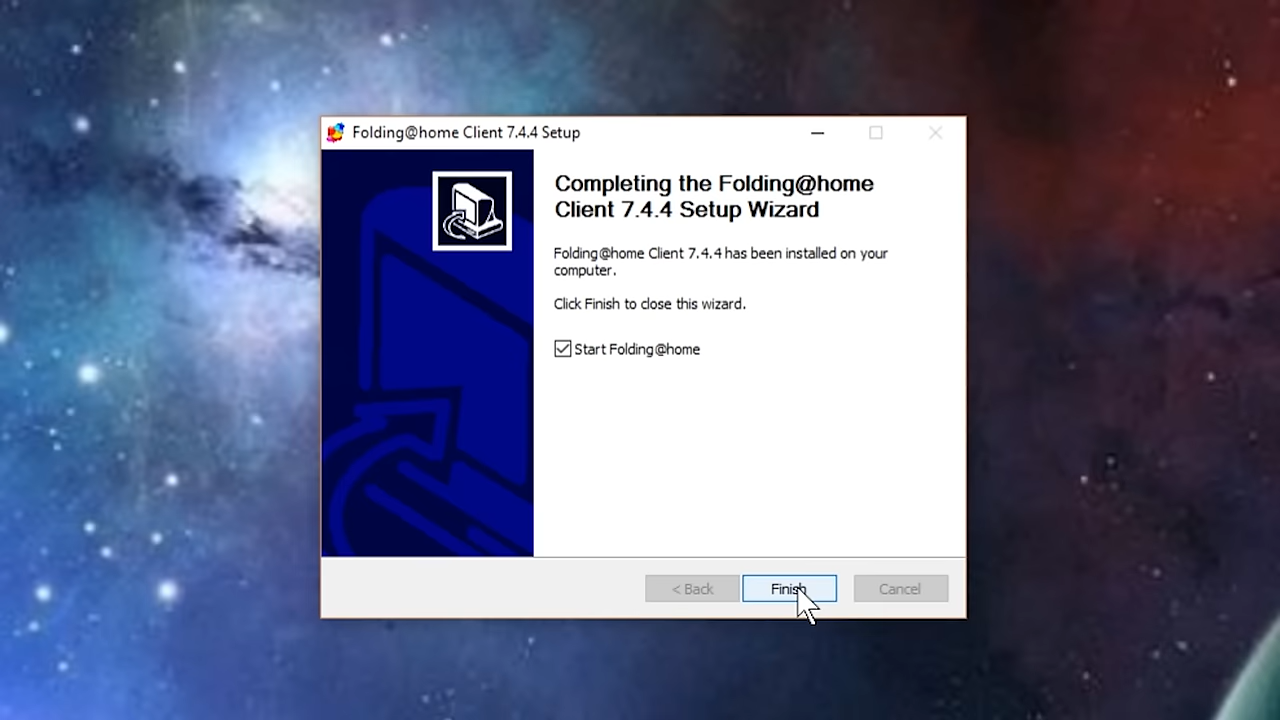 Folding@home Client 7.4.4 Setup
Completing the Folding@home
Client 7.4.4 Setup Wizard
Folding@home Client 7.4.4 has been installed on your
computer.
Click Finish to close this wizard.
Start Folding@home
< Back
Finish
Cancel